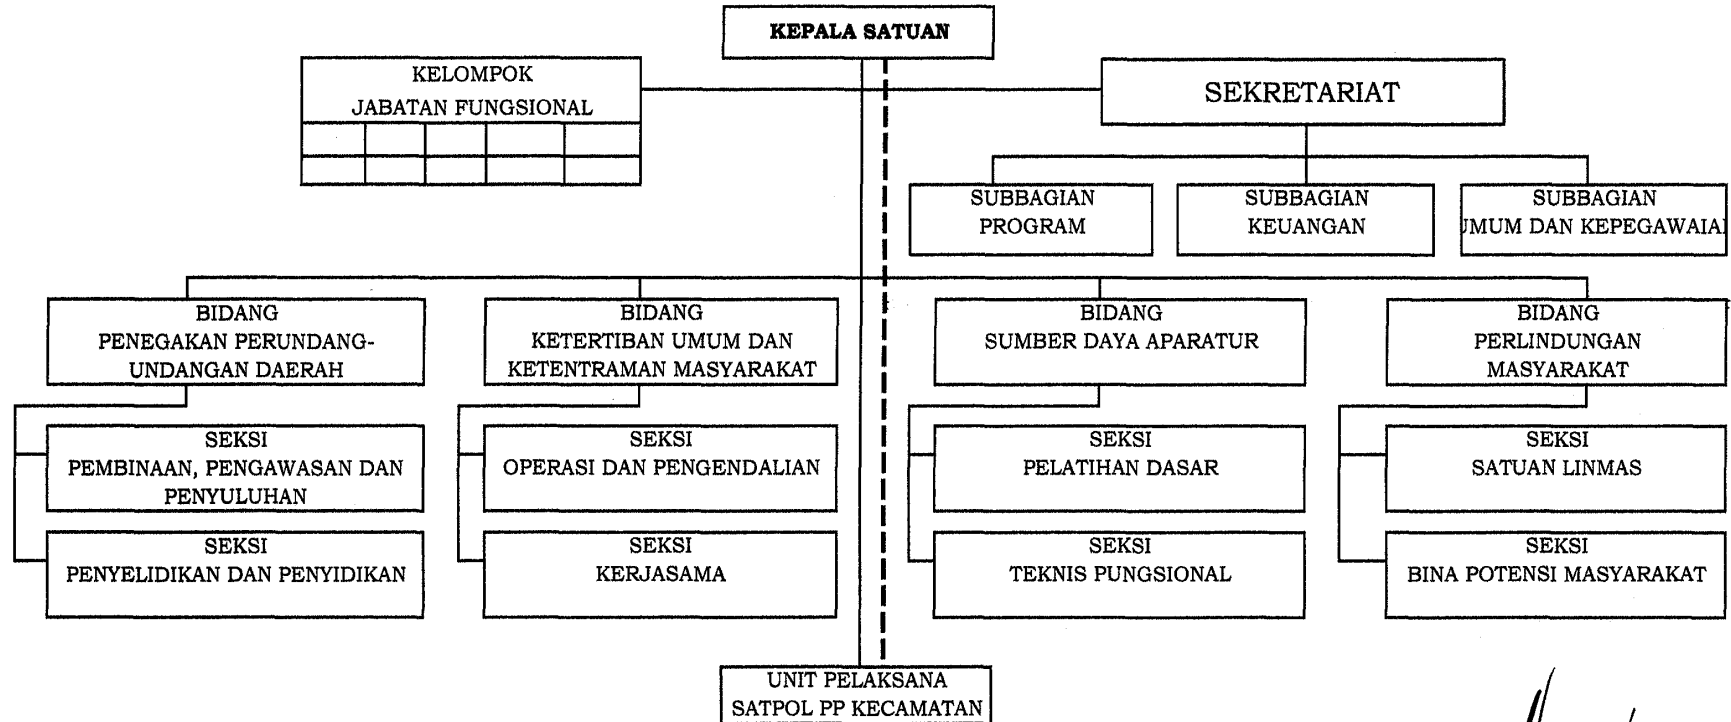 KEPALA SATUAN
KELOMPOK
JABATAN FUNGSIONAL
SEKRETARIAT
SUBBAGIAN
PROGRAM
SUBBAGIAN
KEUANGAN
SUBBAGIAN
UMUM DAN KEPEGAWAIAN
BIDANG
PENEGAKAN PERUNDANG-
UNDANGAN DAERAH
BIDANG
KETERTIBAN UMUM DAN
KETENTRAMAN MASYARAKAT
BIDANG
SUMBER DAYA APARATUR
BIDANG
PERLINDUNGAN
MASYARAKAT
SEKSI
PEMBINAAN, PENGAWASAN DAN
PENYULUHAN
SEKSI
OPERASI DAN PENGENDALIAN
SEKSI
PELATIHAN DASAR
SEKSI
SATUAN LINMAS
SEKSI
PENYELIDIKAN DAN PENYIDIKAN
SEKSI
KERJASAMA
SEKSI
TEKNIS PUNGSIONAL
SEKSI
BINA POTENSI MASYARAKAT
UNIT PELAKSANA
SATPOL PP KECAMATAN